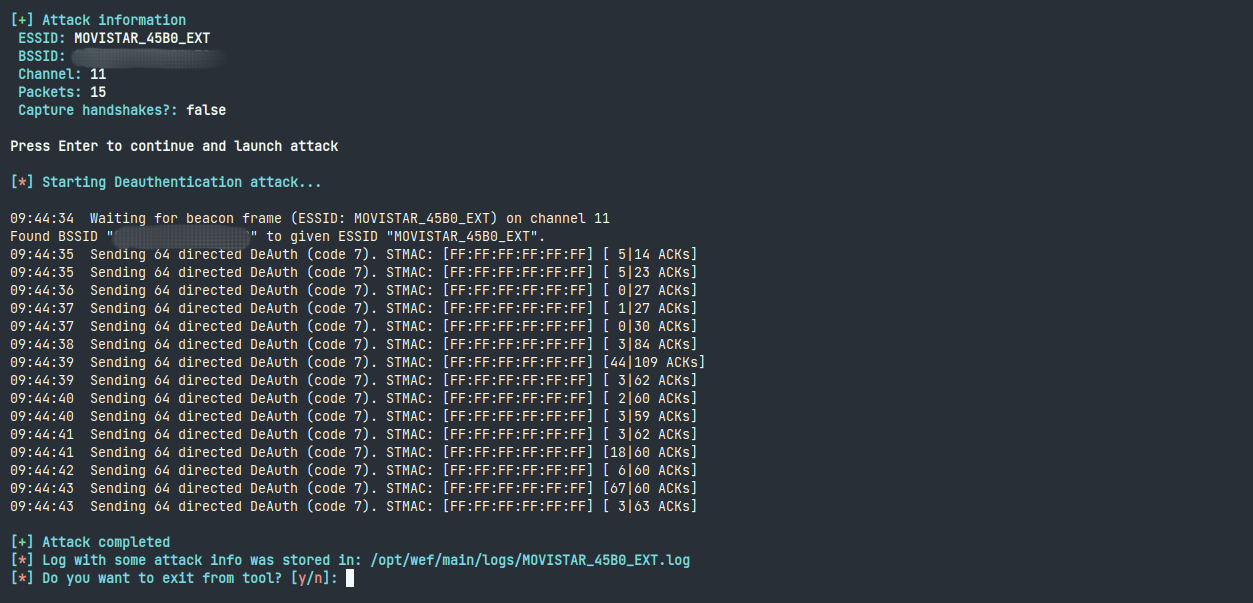 [+] Attack information
ESSID: MOVISTAR_45B0_EXT
BSSID:
Channel: 11
Packets: 15
Capture handshakes?: false
Press Enter to continue and launch attack
[*] Starting Deauthentication attack...
09:44:34  Waiting for beacon frame (ESSID: MOVISTAR_45B0_EXT) on channel 11
Found BSSID "" to given ESSID "MOVISTAR_45B0_EXT".
09:44:35  Sending 64 directed DeAuth (code 7). STMAC: [FF:FF:FF:FF:FF:FF] [ 5|14 ACKs]
09:44:35  Sending 64 directed DeAuth (code 7). STMAC: [FF:FF:FF:FF:FF:FF] [ 5|23 ACKs]
09:44:36  Sending 64 directed DeAuth (code 7). STMAC: [FF:FF:FF:FF:FF:FF] [ 0|27 ACKs]
09:44:37  Sending 64 directed DeAuth (code 7). STMAC: [FF:FF:FF:FF:FF:FF] [ 1|27 ACKs]
09:44:37  Sending 64 directed DeAuth (code 7). STMAC: [FF:FF:FF:FF:FF:FF] [ 0|30 ACKs]
09:44:38  Sending 64 directed DeAuth (code 7). STMAC: [FF:FF:FF:FF:FF:FF] [ 3|84 ACKs]
09:44:39  Sending 64 directed DeAuth (code 7). STMAC: [FF:FF:FF:FF:FF:FF] [44|109 ACKs]
09:44:39  Sending 64 directed DeAuth (code 7). STMAC: [FF:FF:FF:FF:FF:FF] [ 3|62 ACKs]
09:44:40  Sending 64 directed DeAuth (code 7). STMAC: [FF:FF:FF:FF:FF:FF] [ 2|60 ACKs]
09:44:40  Sending 64 directed DeAuth (code 7). STMAC: [FF:FF:FF:FF:FF:FF] [ 3|59 ACKs]
09:44:41  Sending 64 directed DeAuth (code 7). STMAC: [FF:FF:FF:FF:FF:FF] [ 3|62 ACKs]
09:44:41  Sending 64 directed DeAuth (code 7). STMAC: [FF:FF:FF:FF:FF:FF] [18|60 ACKs]
09:44:42  Sending 64 directed DeAuth (code 7). STMAC: [FF:FF:FF:FF:FF:FF] [ 6|60 ACKs]
09:44:43  Sending 64 directed DeAuth (code 7). STMAC: [FF:FF:FF:FF:FF:FF] [67|60 ACKs]
09:44:43  Sending 64 directed DeAuth (code 7). STMAC: [FF:FF:FF:FF:FF:FF] [ 3|63 ACKs]
[+] Attack completed
[*] Log with some attack info was stored in: /opt/wef/main/logs/MOVISTAR_45B0_EXT.log
[*] Do you want to exit from tool? [y/n]: